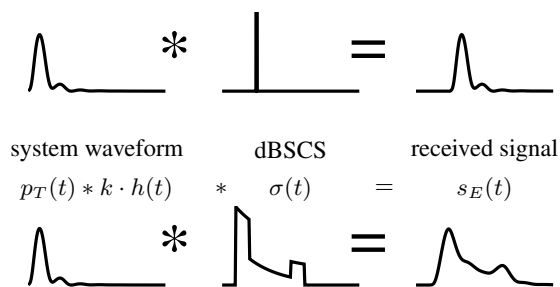 * =
system waveform dBSCS received signal
p_T(t) * k · h(t) * σ(t) = s_E(t)
* =